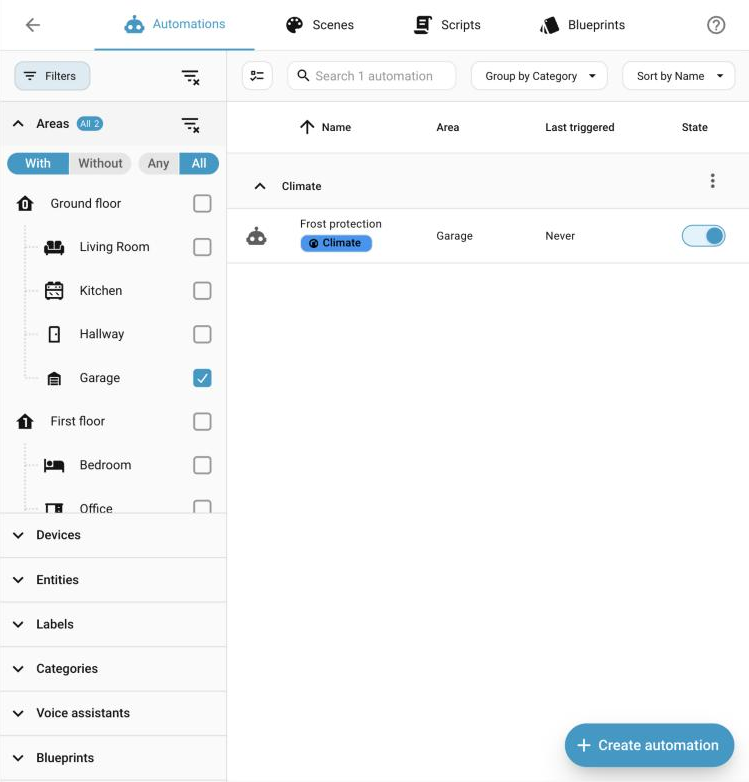 Automations Scenes Scripts Blueprints
Filters
Search 1 automation Group by Category Sort by Name
Areas All 2
With Without Any All
Name Area Last triggered State
Ground floor
Living Room
Kitchen
Hallway
Garage
First floor
Bedroom
Office
Devices
Entities
Labels
Categories
Voice assistants
Blueprints
Climate
Frost protection Garage Never
Climate
+ Create automation